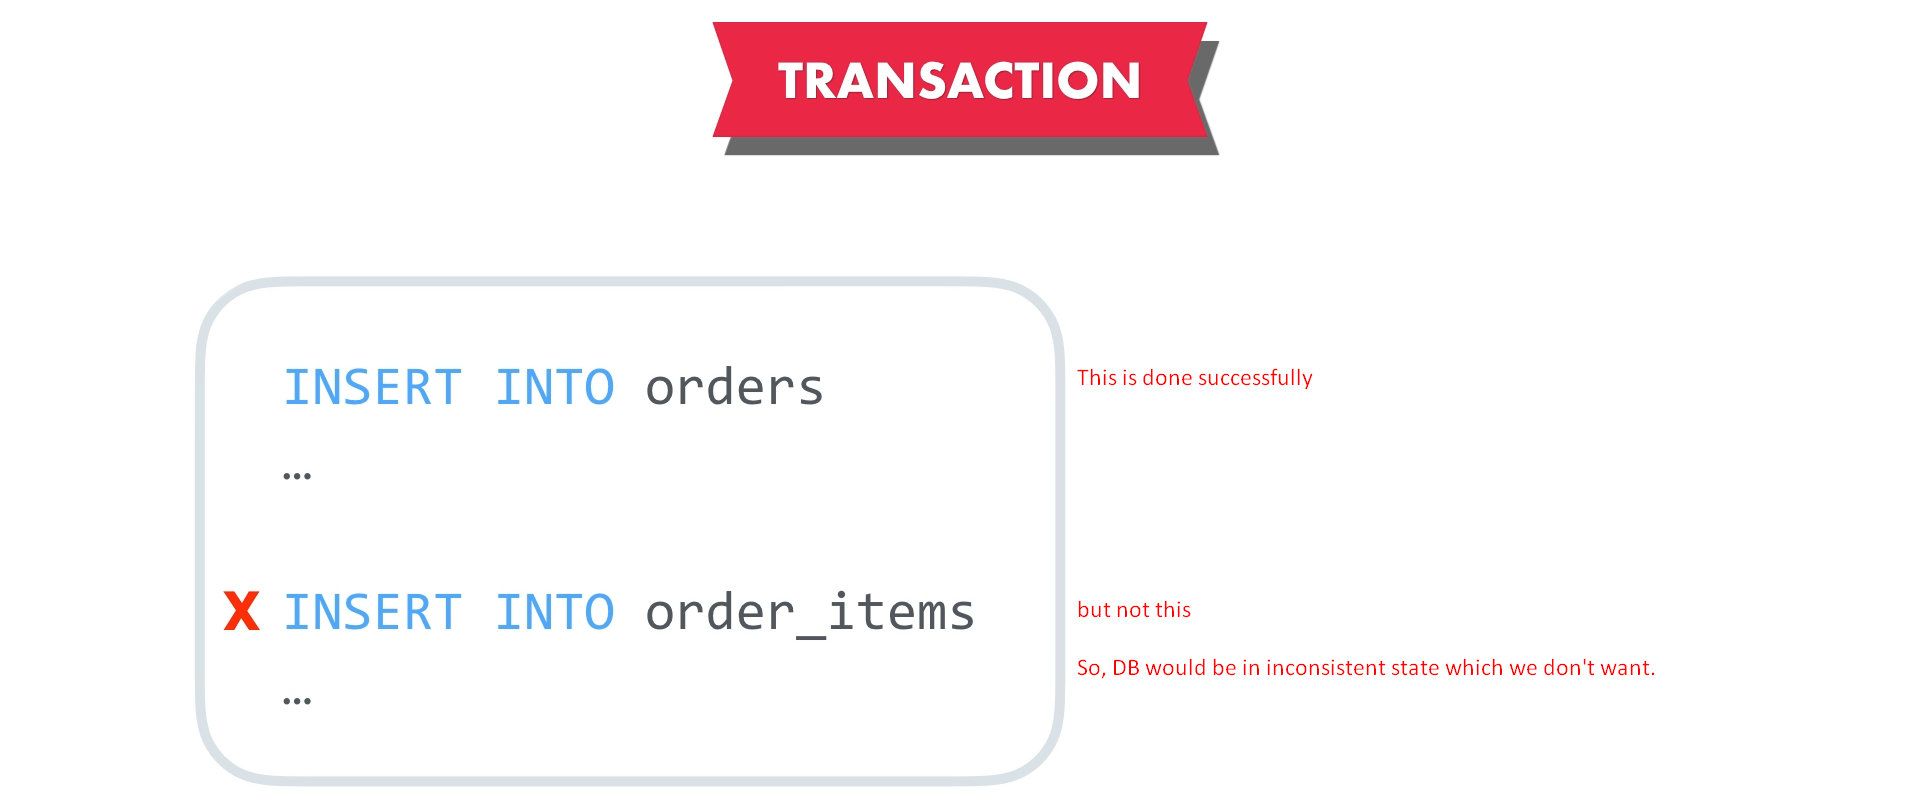 TRANSACTION
INSERT INTO orders
This is done successfully
…
X INSERT INTO order_items
but not this
So, DB would be in inconsistent state which we don't want.
…